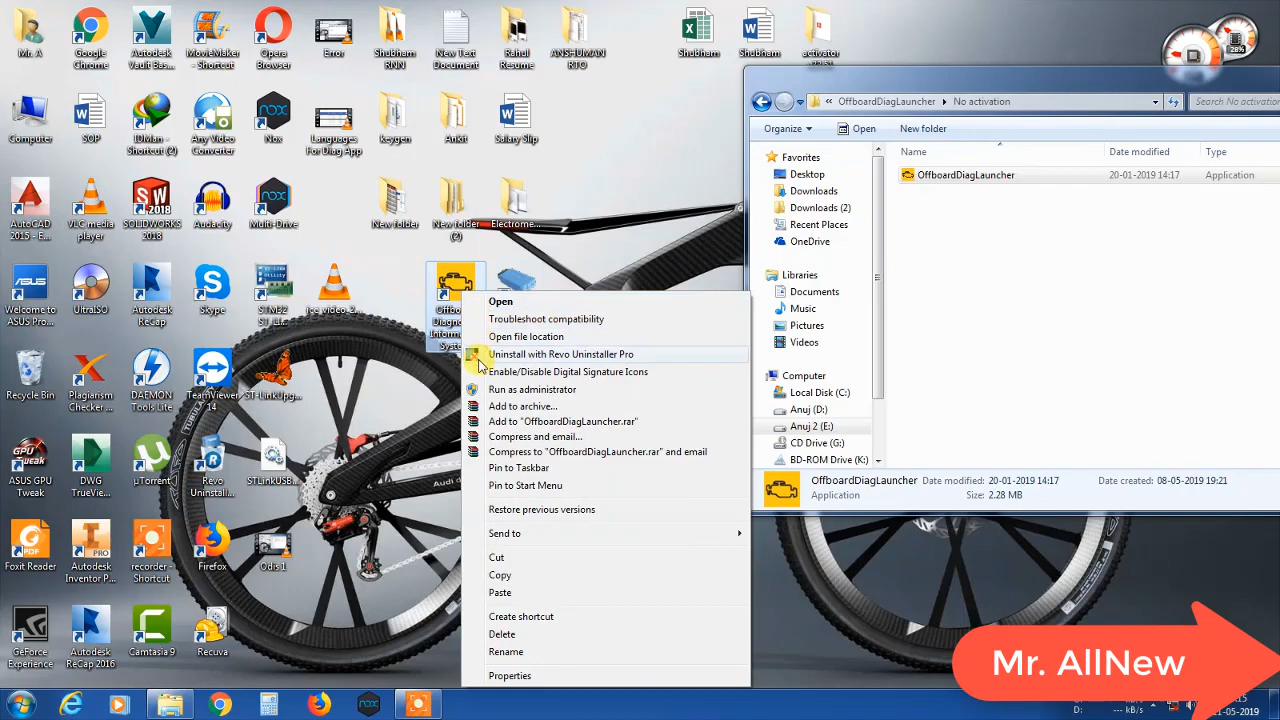 Mr. A
Google
Chrome
Autodesk
Vault Bas...
MovieMaker
- Shortcut
Opera
Browser
Error
Shubham
RNN
New Text
Document
Rahul
Resume
ANSHUMAN
RTO
Shubham
Shubham
activator
28%
Computer
SOP
IDMan -
Shortcut (2)
Any Video
Converter
Nox
Languages
For Diag App
keygen
Ankit
Salary Slip
AutoCAD
2015 - E...
VLC media
player
SOLIDWORKS
2018
Audacity
Multi-Drive
New folder
New folder
(2)
Electrome...
Welcome to
ASUS Pro...
UltraISO
Autodesk
Recap
Skype
STM32
ST-LINK
Utility
Recycle Bin
Plagiarism
Checker ...
DAEMON
Tools Lite
TeamViewer
14
ST-LinkUpg...
ASUS GPU
Tweak
DWG
TrueView...
µTorrent
Revo
Uninstall...
STLinkUSB...
Foxit Reader
Autodesk
Inventor P...
recorder -
Shortcut
Firefox
Odis 1
GeForce
Experience
Autodesk
ReCap 2016
Camtasia 9
Recuva
Open
Troubleshoot compatibility
Open file location
Uninstall with Revo Uninstaller Pro
Enable/Disable Digital Signature Icons
Run as administrator
Add to archive...
Add to "OffboardDiagLauncher.rar"
Compress and email...
Compress to "OffboardDiagLauncher.rar" and email
Pin to Taskbar
Pin to Start Menu
Restore previous versions
Send to
Cut
Copy
Paste
Create shortcut
Delete
Rename
Properties
« OffboardDiagLauncher ▸ No activation
Search No activation
Organize
Open
New folder
Name
Date modified
Type
OffboardDiagLauncher
20-01-2019 14:17
Application
Favorites
Desktop
Downloads
Downloads (2)
Recent Places
OneDrive
Libraries
Documents
Music
Pictures
Videos
Computer
Local Disk (C:)
Anuj (D:)
Anuj 2 (E:)
CD Drive (G:)
BD-ROM Drive (K:)
OffboardDiagLauncher Date modified: 20-01-2019 14:17 Date created: 08-05-2019 19:21
Application Size: 2.28 MB
Mr. AllNew